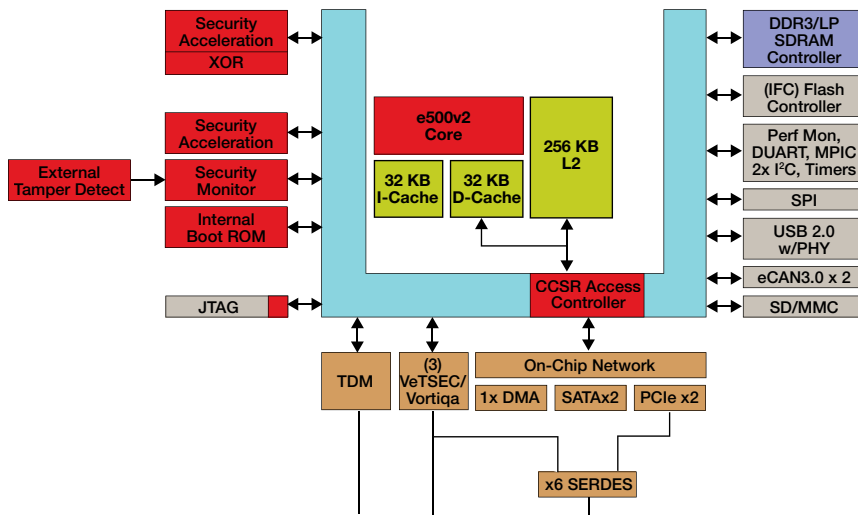 Security
Acceleration
XOR
Security
Acceleration
External
Tamper Detect
Security
Monitor
Internal
Boot ROM
JTAG
e500v2
Core
32 KB
I-Cache
32 KB
D-Cache
256 KB
L2
CCSR Access
Controller
DDR3/LP
SDRAM
Controller
(IFC) Flash
Controller
Perf Mon,
DUART, MPIC
2x I²C, Timers
SPI
USB 2.0
w/PHY
eCAN3.0 x 2
SD/MMC
TDM
(3)
VeTSEC/
Vortiqa
On-Chip Network
1x DMA
SATAx2
PCIe x2
x6 SERDES